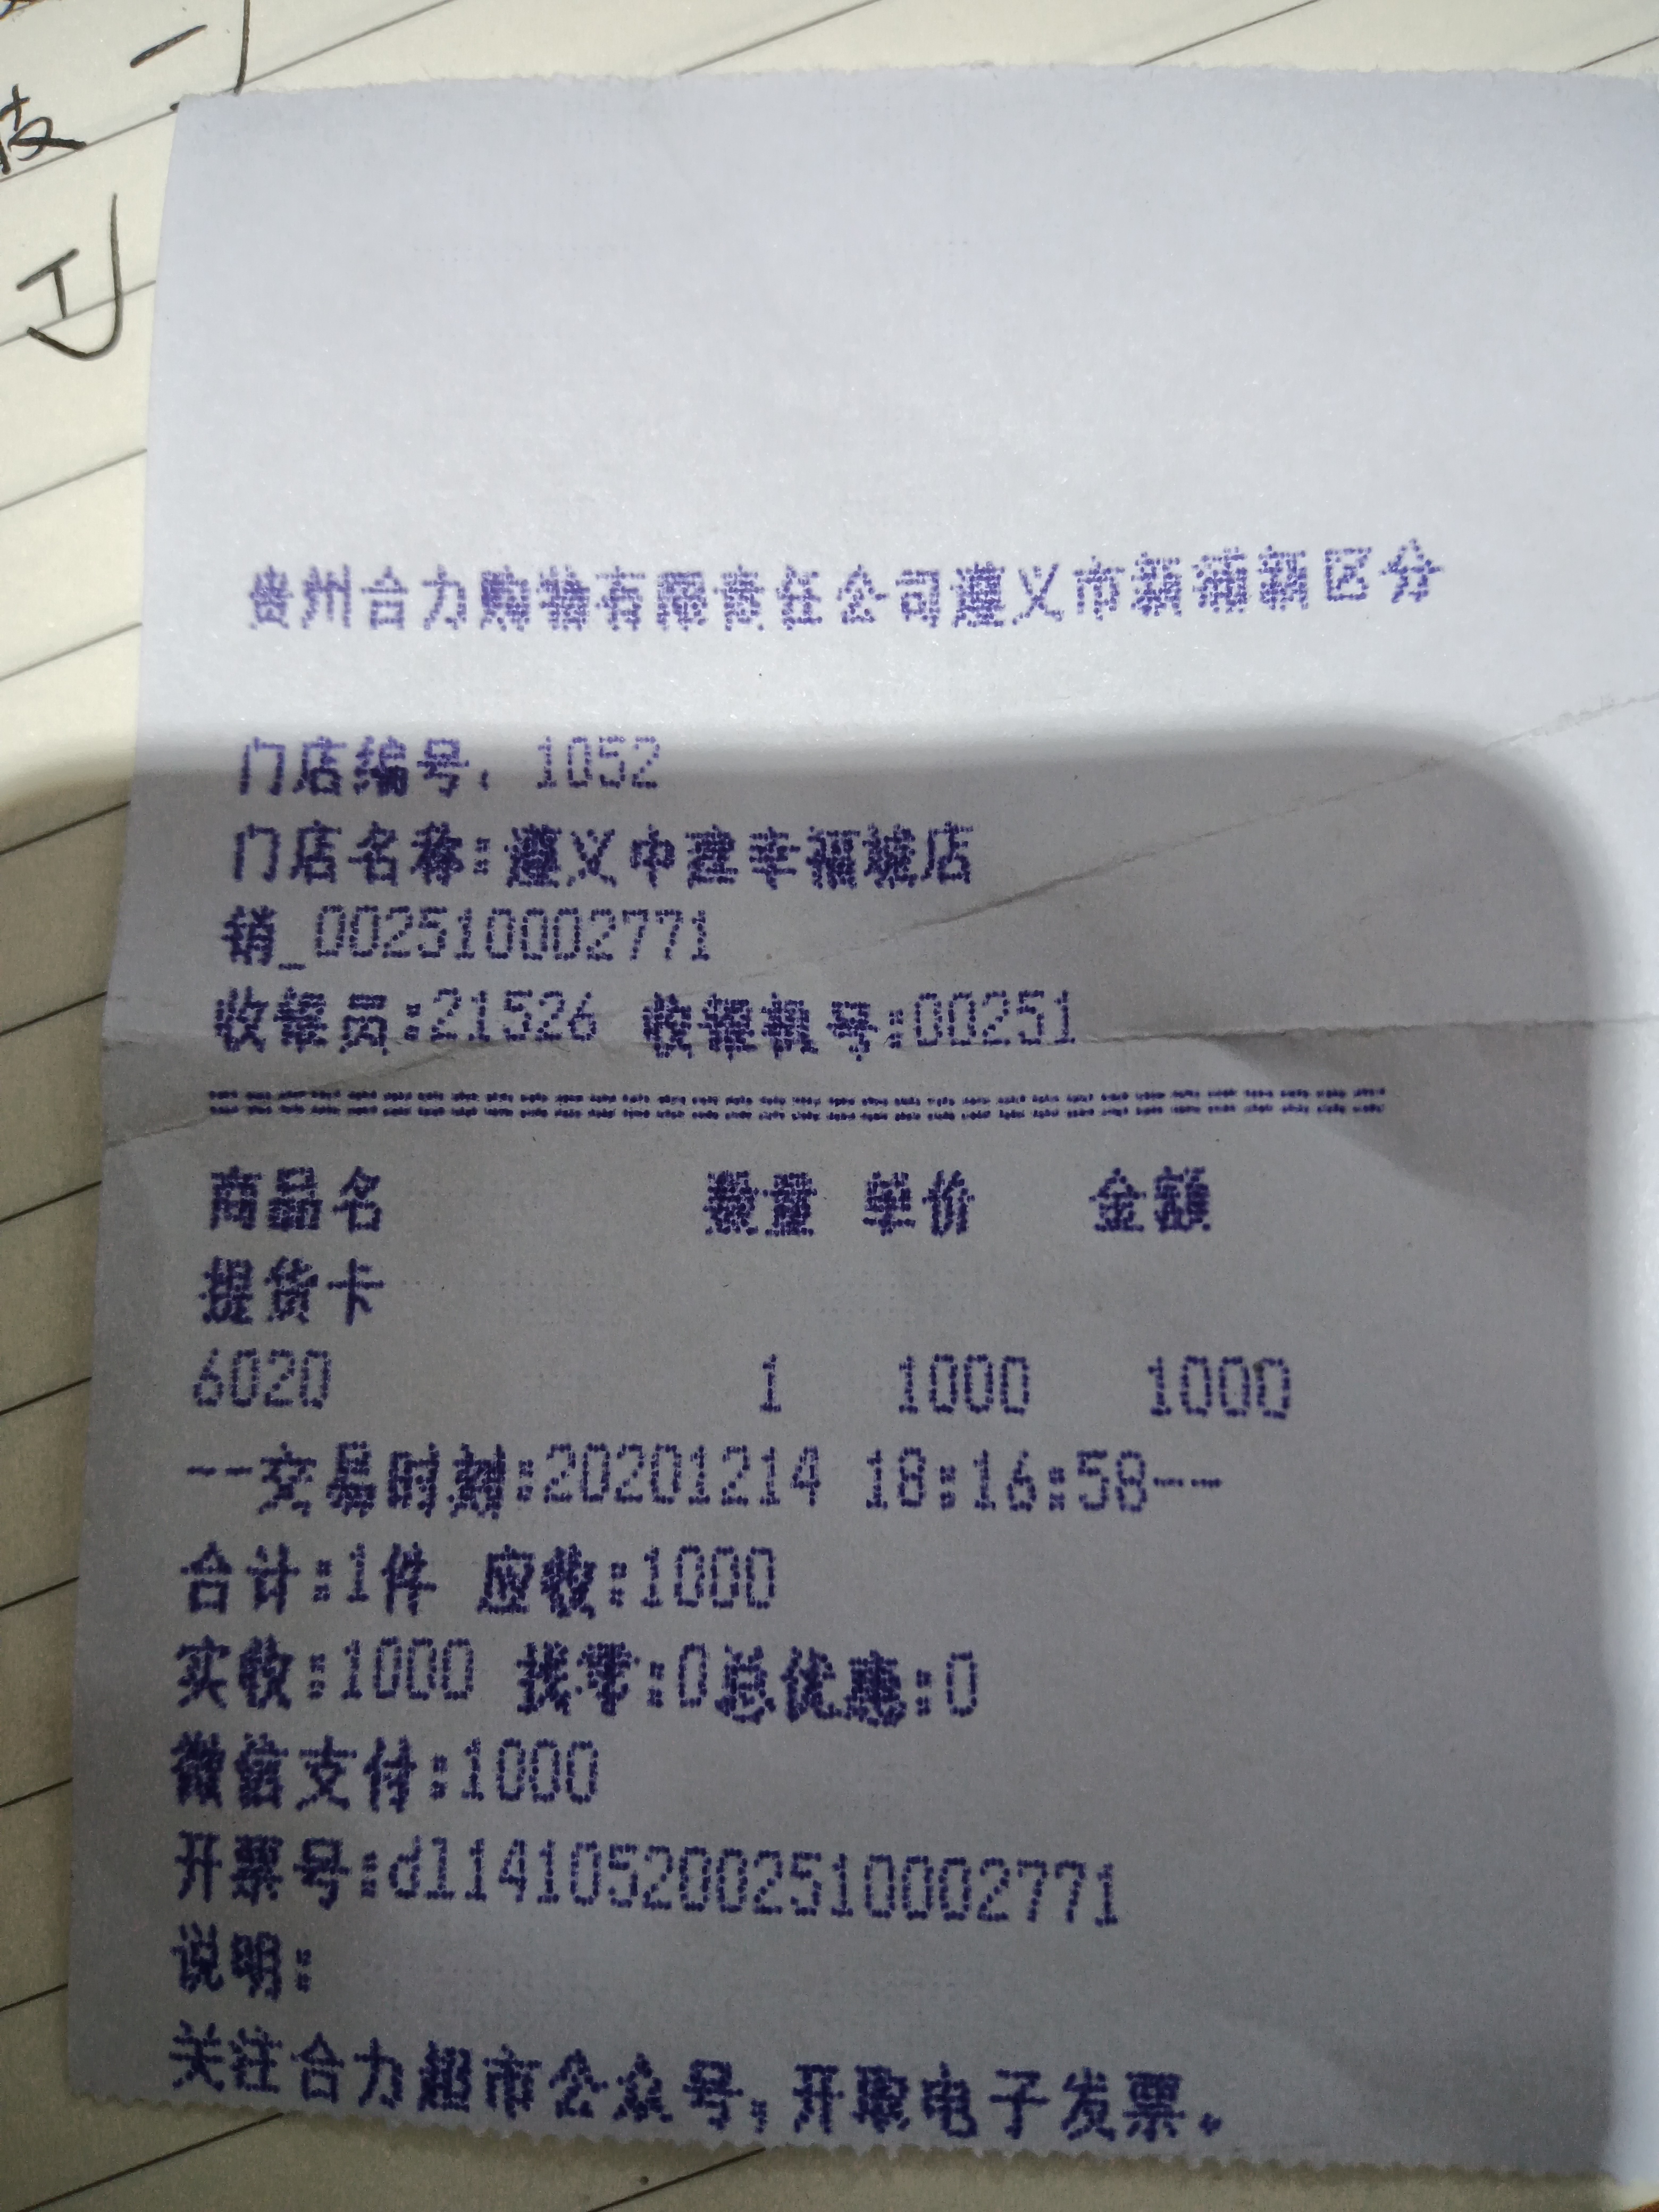 贵州合力购物有限责任公司遵义市新蒲新区分
门店编号: 1052
门店名称:遵义中建幸福城店
销_002510002771
收银员:21526 收银机号:00251
商品名 数量 单价 金额
提货卡
6020 1 1000 1000
--交易时刻:20201214 18:16:58--
合计:1件 应收:1000
实收:1000 找零:0总优惠:0
微信支付:1000
开票号:dl141052002510002771
说明:
关注合力超市公众号,开取电子发票。